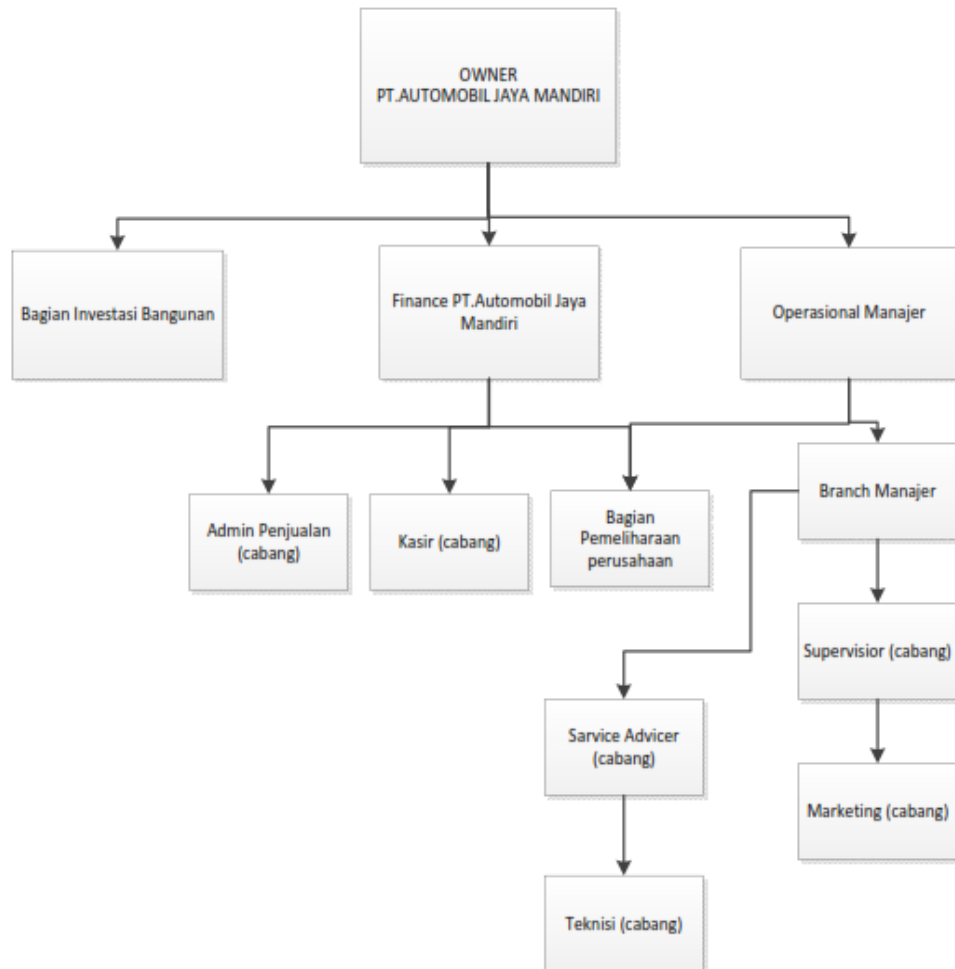 OWNER
PT.AUTOMOBIL JAYA MANDIRI
Bagian Investasi Bangunan
Finance PT.Automobil Jaya
Mandiri
Operasional Manajer
Admin Penjualan
(cabang)
Kasir (cabang)
Bagian
Pemeliharaan
perusahaan
Branch Manajer
Supervisior (cabang)
Sarvice Advicer
(cabang)
Marketing (cabang)
Teknisi (cabang)